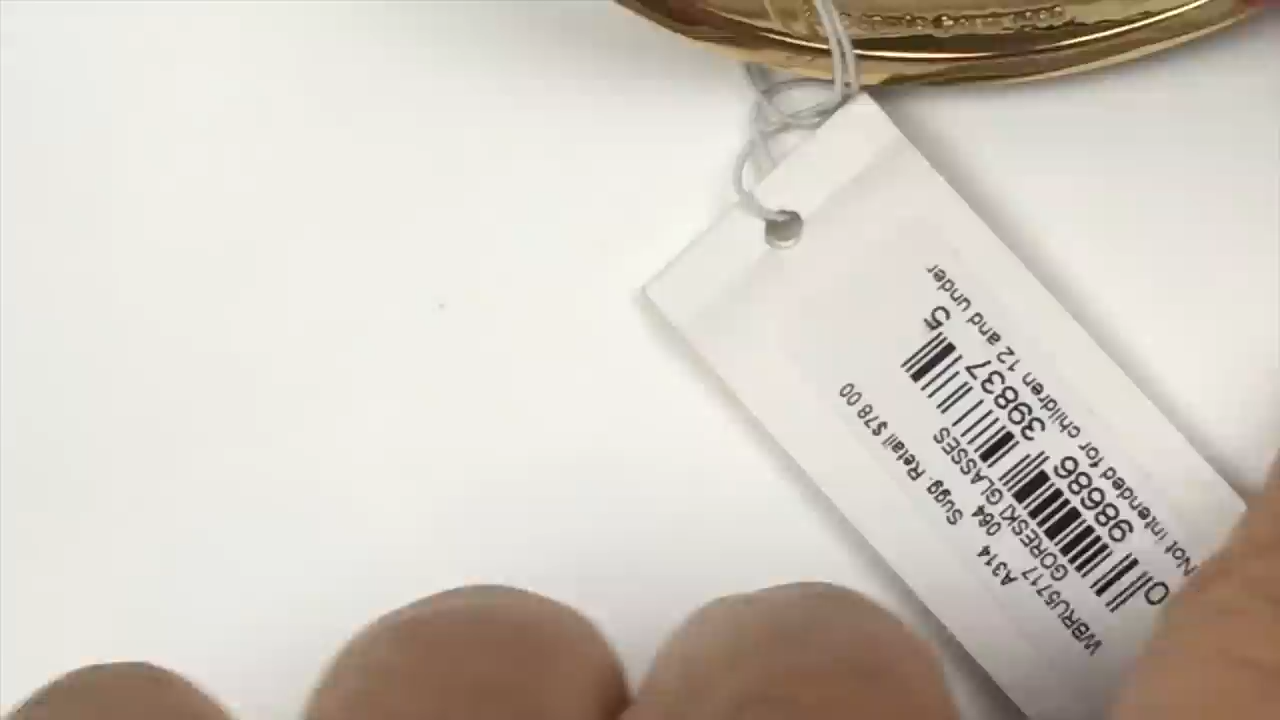 WBRU5717
GORESKI GLASSES
A314 064
Sugg. Retail $78.00
0 98686 39837 5
Not intended for children 12 and under